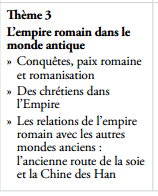 Thème 3
L’empire romain dans le
monde antique
» Conquêtes, paix romaine
et romanisation
» Des chrétiens dans
l’Empire
» Les relations de l’empire
romain avec les autres
mondes anciens :
l’ancienne route de la soie
et la Chine des Han